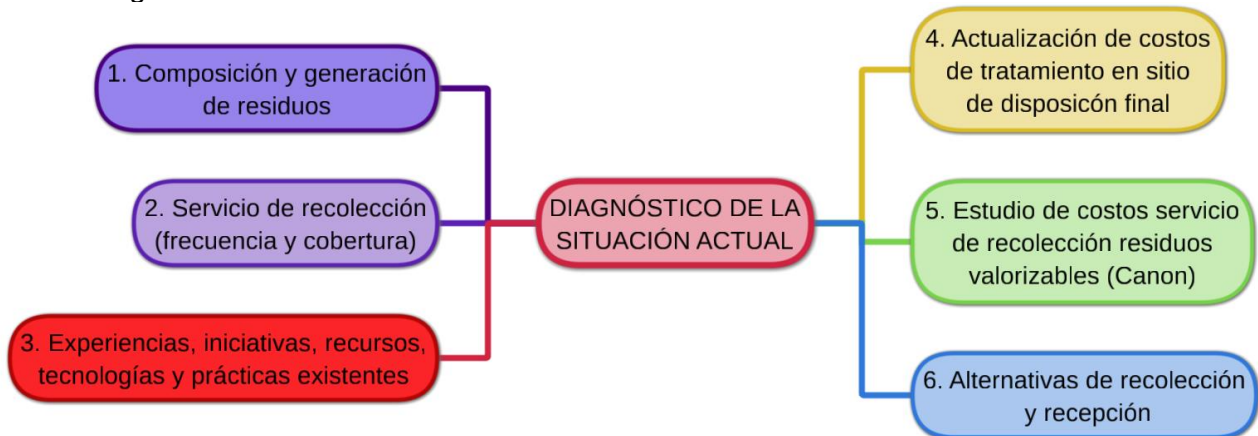 1. Composición y generación
de residuos
2. Servicio de recolección
(frecuencia y cobertura)
3. Experiencias, iniciativas, recursos,
tecnologías y prácticas existentes
DIAGNÓSTICO DE LA
SITUACIÓN ACTUAL
4. Actualización de costos
de tratamiento en sitio
de disposicón final
5. Estudio de costos servicio
de recolección residuos
valorizables (Canon)
6. Alternativas de recolección
y recepción